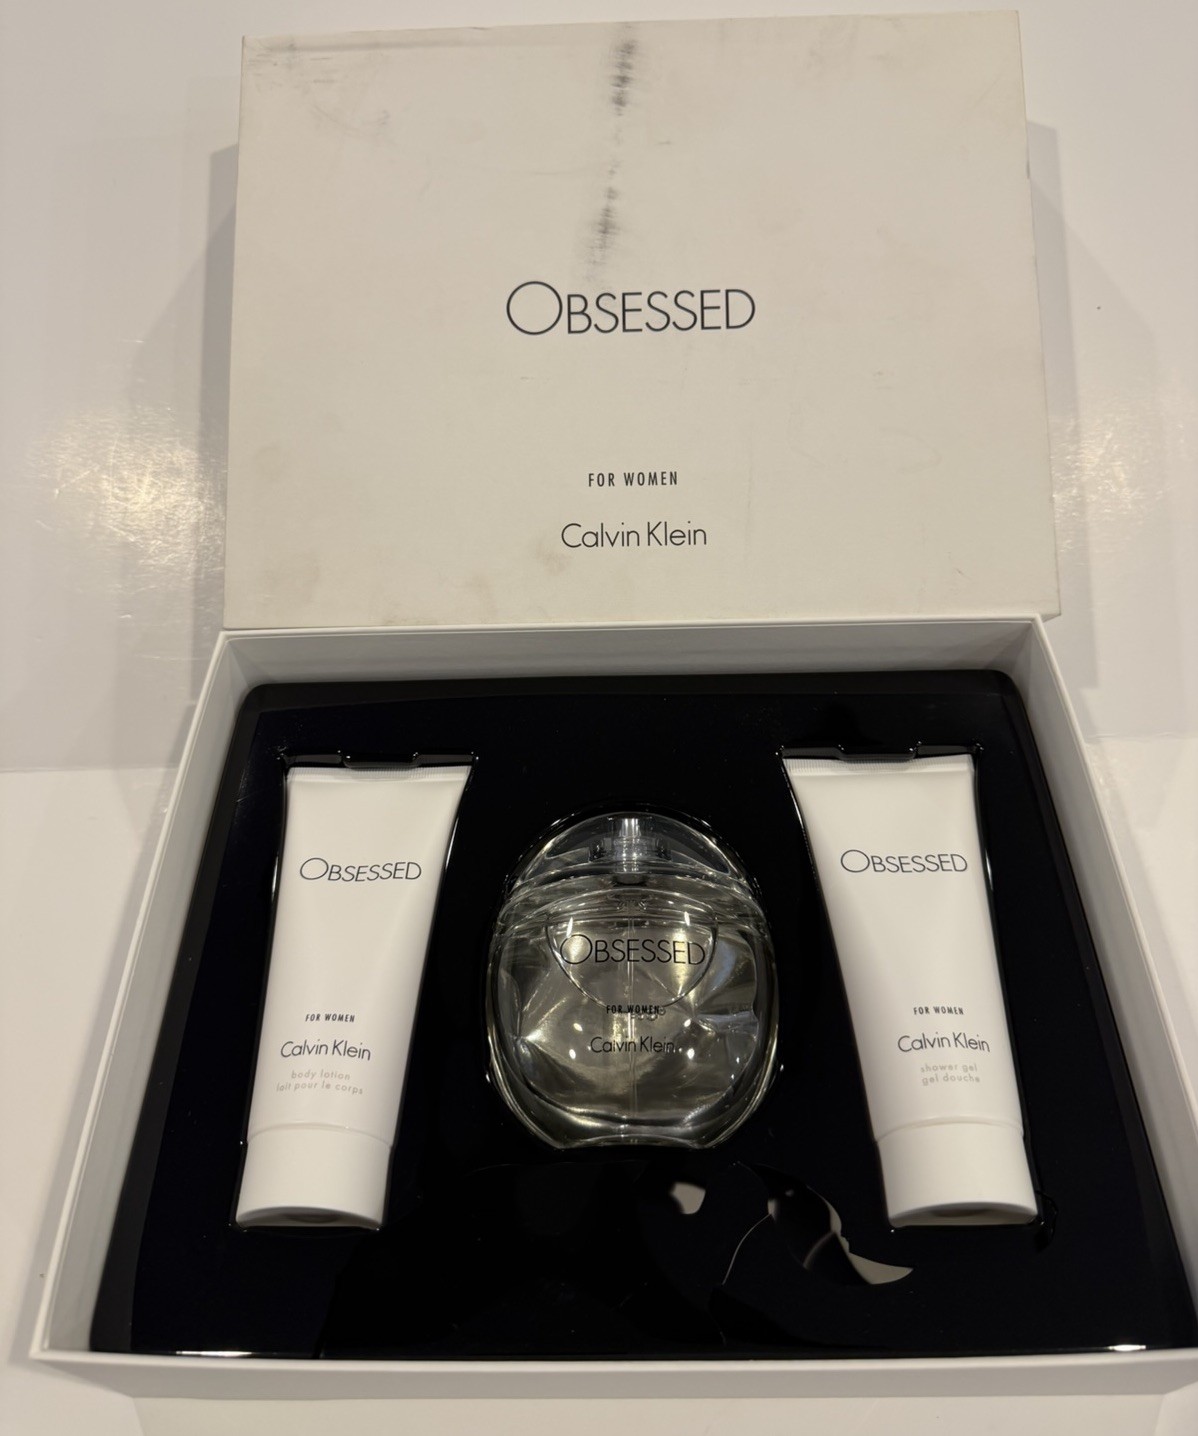 OBSESSED
FOR WOMEN
Calvin Klein
OBSESSED
FOR WOMEN
Calvin Klein
body lotion
lait pour le corps
OBSESSED
FOR WOMEN
Calvin Klein
OBSESSED
FOR WOMEN
Calvin Klein
shower gel
gel douche